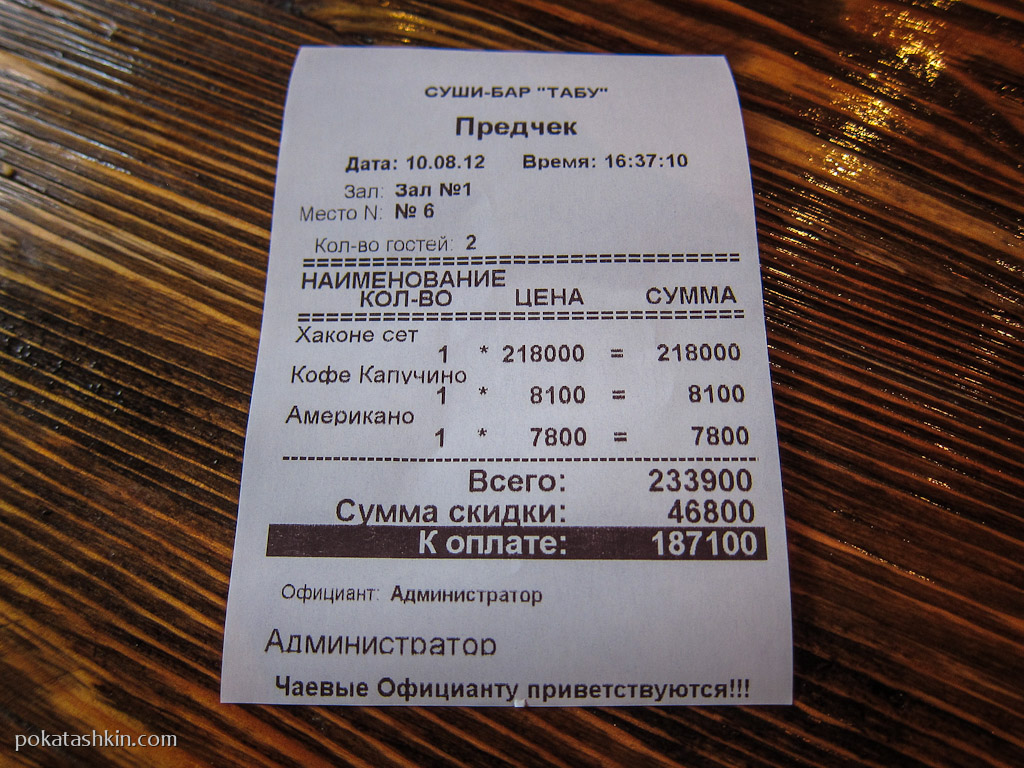 СУШИ-БАР "ТАБУ"
Предчек
Дата: 10.08.12 Время: 16:37:10
Зал: Зал №1
Место N: № 6
Кол-во гостей: 2
НАИМЕНОВАНИЕ
КОЛ-ВО ЦЕНА СУММА
Хаконе сет
1 * 218000 = 218000
Кофе Капучино
1 * 8100 = 8100
Американо
1 * 7800 = 7800
Всего: 233900
Сумма скидки: 46800
К оплате: 187100
Официант: Администратор
Администратор
Чаевые Официанту приветствуются!!!
pokatashkin.com